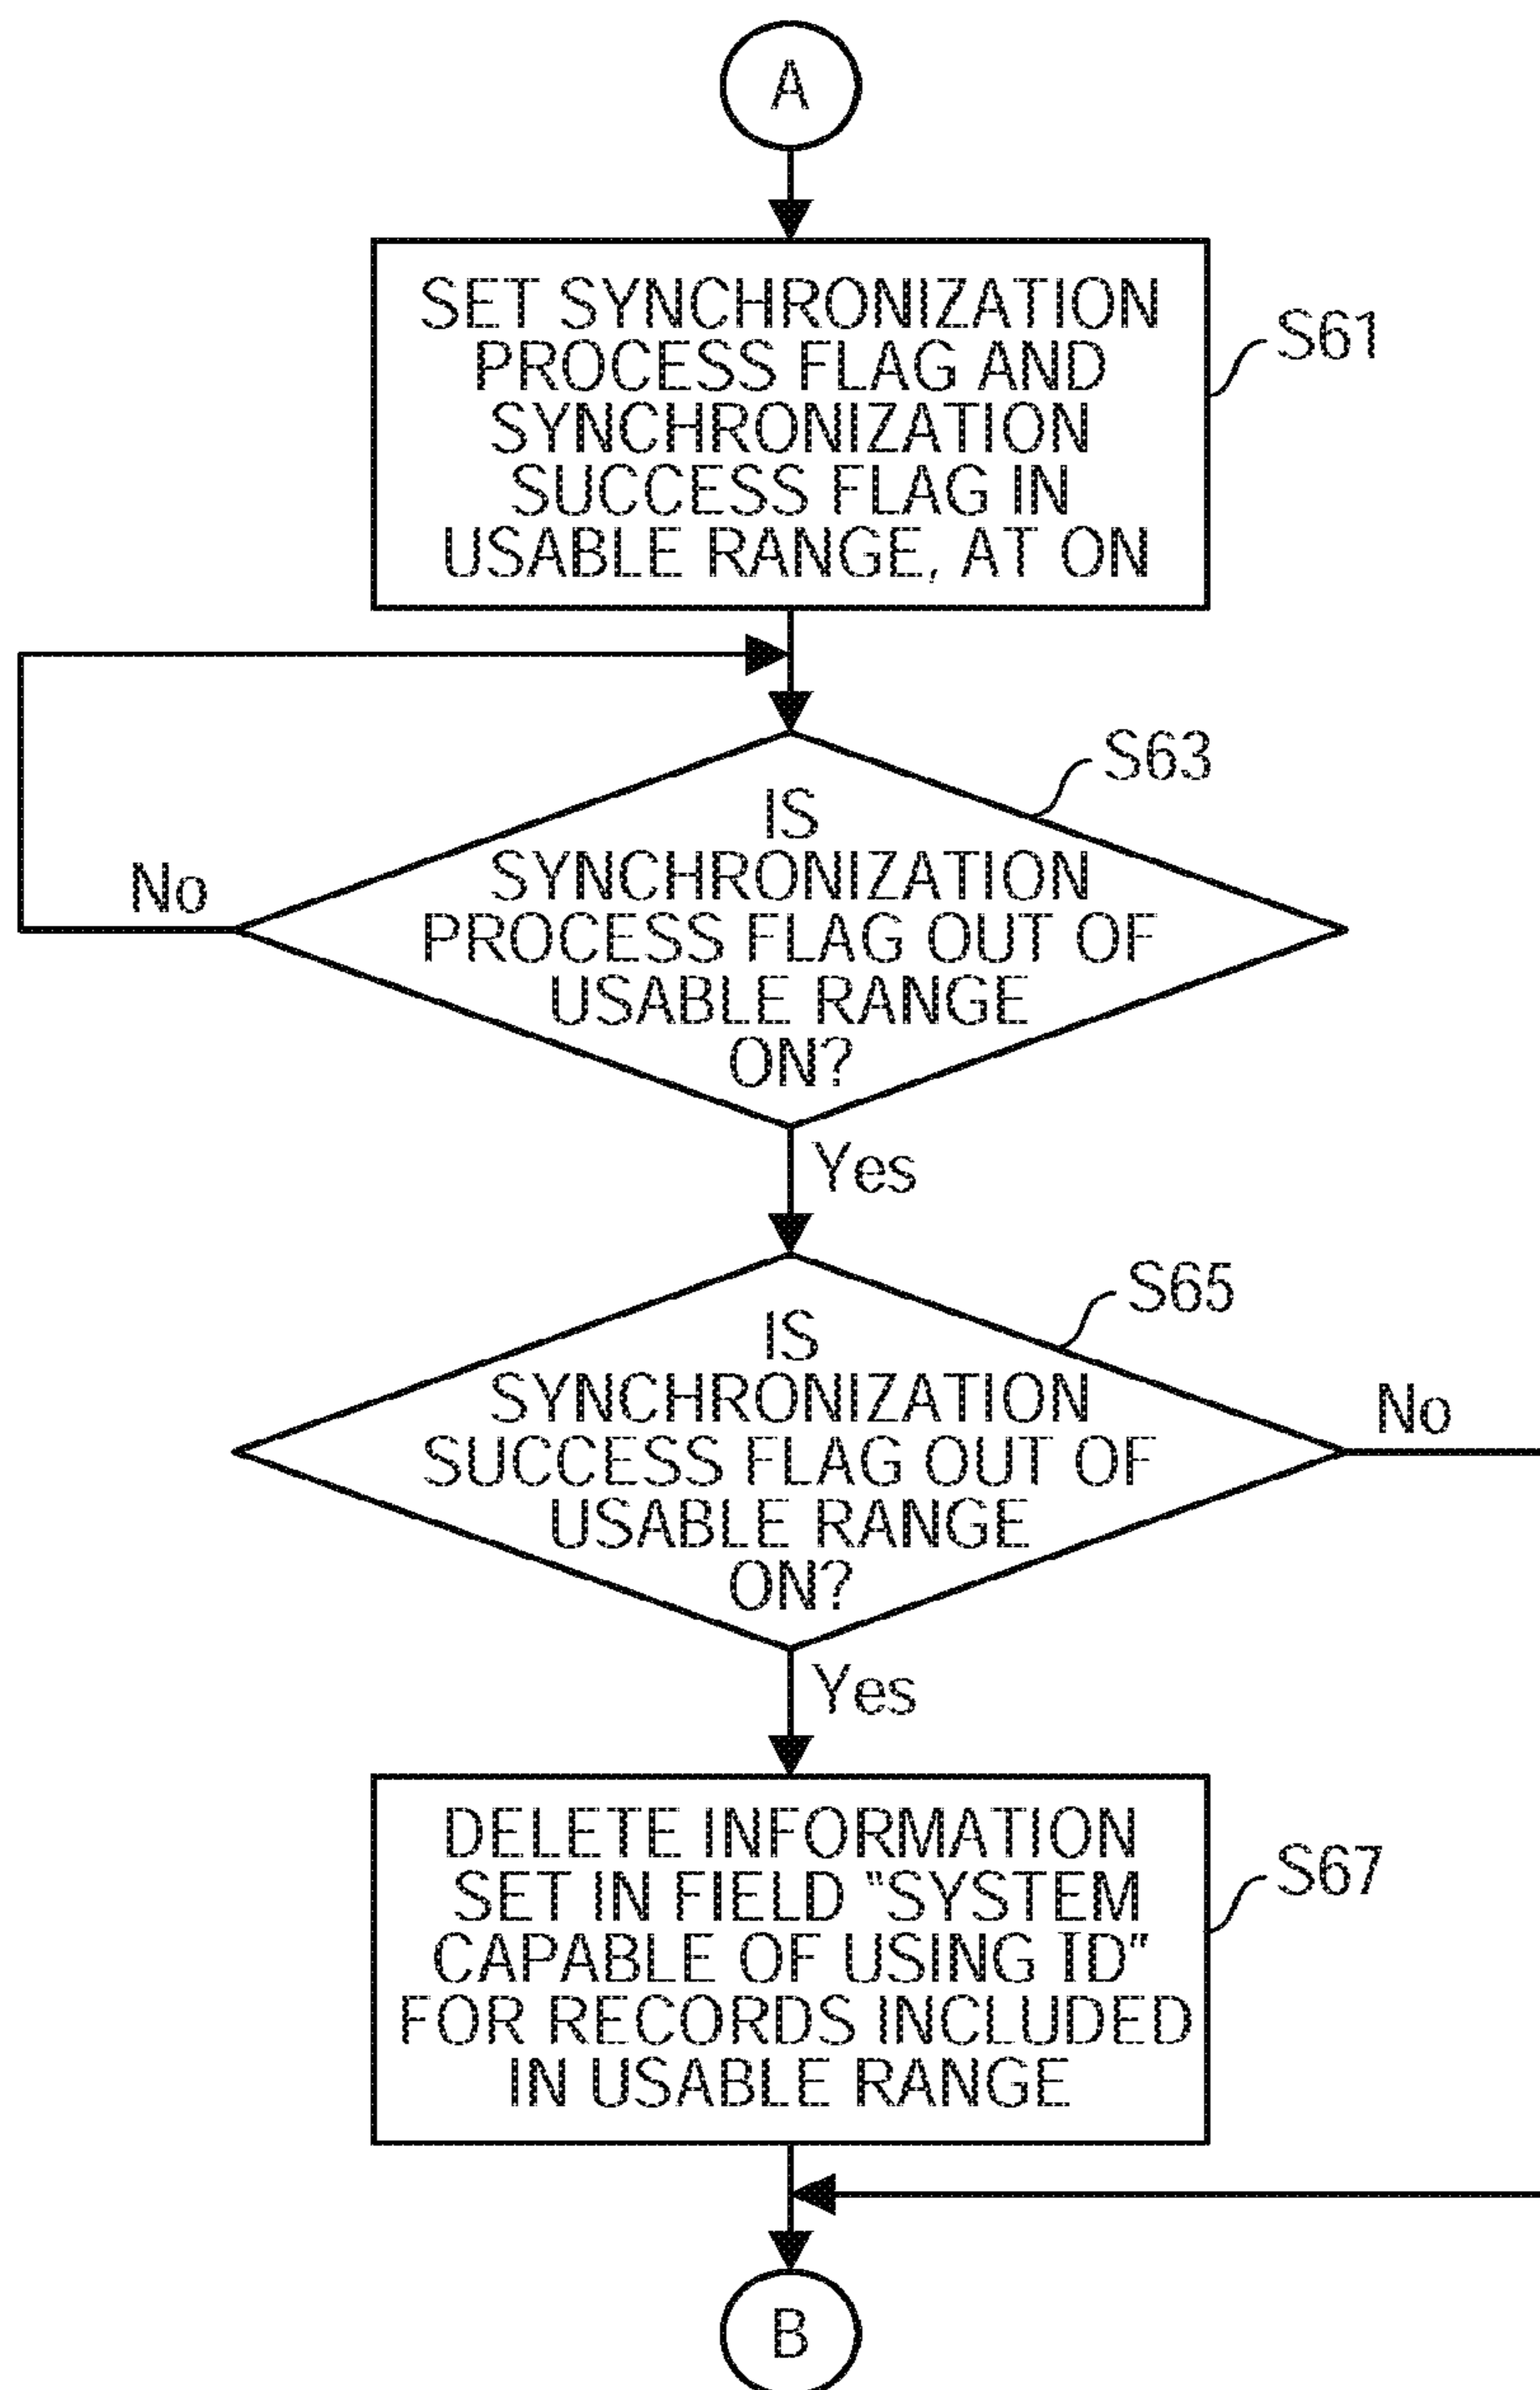 A
SET SYNCHRONIZATION
PROCESS FLAG AND
SYNCHRONIZATION
SUCCESS FLAG IN
USABLE RANGE, AT ON
S61
S63
IS
SYNCHRONIZATION
PROCESS FLAG OUT OF
USABLE RANGE
ON?
No
Yes
S65
IS
SYNCHRONIZATION
SUCCESS FLAG OUT OF
USABLE RANGE
ON?
No
Yes
DELETE INFORMATION
SET IN FIELD "SYSTEM
CAPABLE OF USING ID"
FOR RECORDS INCLUDED
IN USABLE RANGE
S67
B